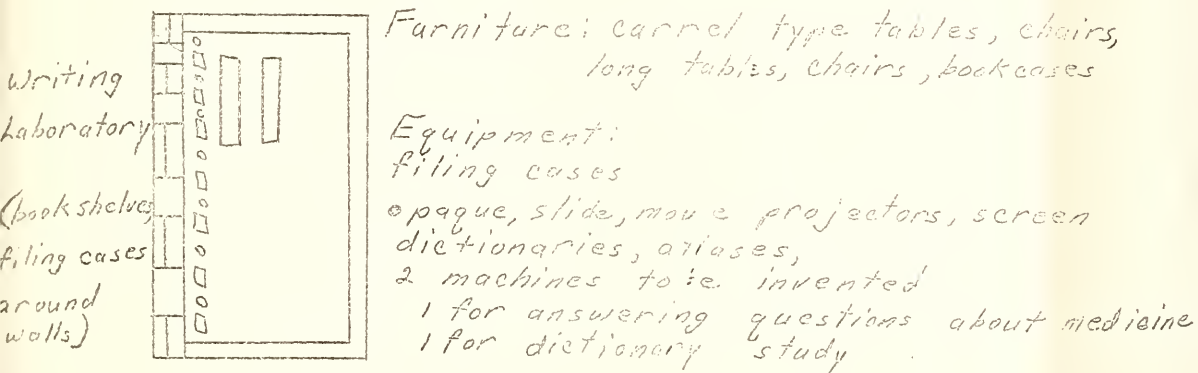 Writing
Laboratory
(bookshelves,
filing cases
around
walls)
Furniture: carrel type tables, chairs,
long tables, chairs, bookcases
Equipment:
filing cases
opaque, slide, movie projectors, screen
dictionaries, atlases,
2 machines to be invented
1 for answering questions about medicine
1 for dictionary study